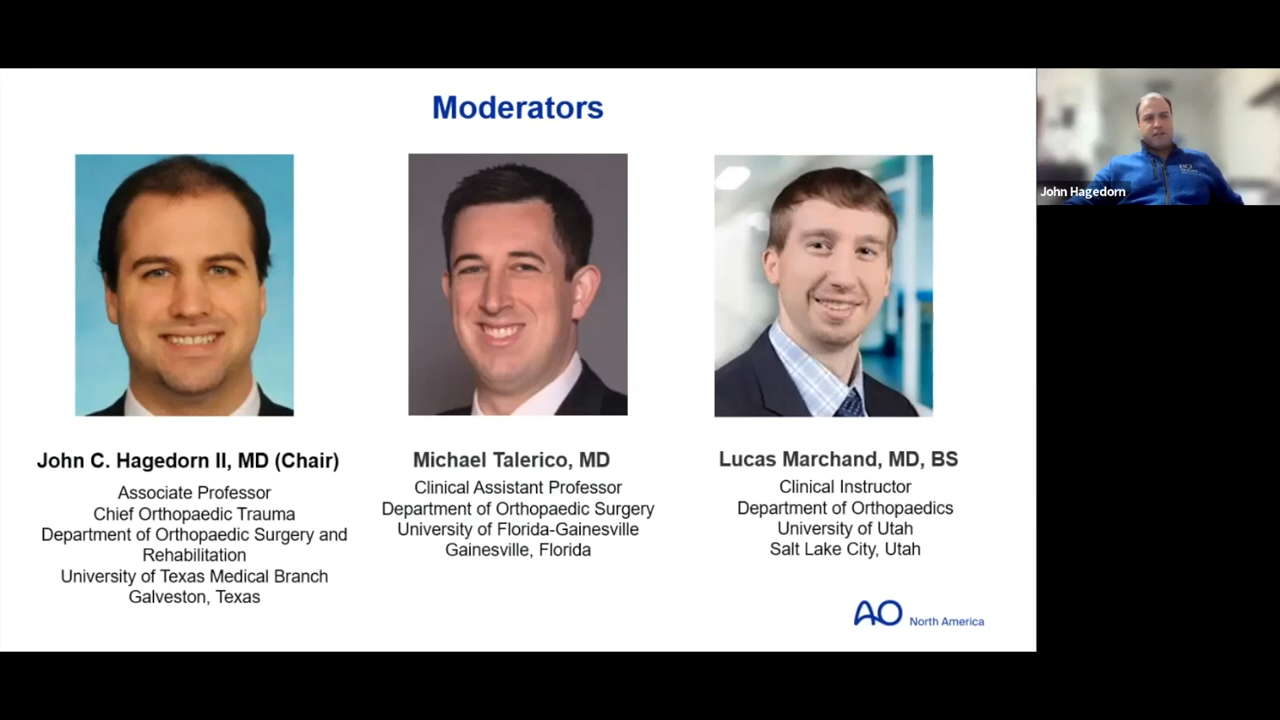 Moderators
John C. Hagedorn II, MD (Chair)
Associate Professor
Chief Orthopaedic Trauma
Department of Orthopaedic Surgery and
Rehabilitation
University of Texas Medical Branch
Galveston, Texas
Michael Talerico, MD
Clinical Assistant Professor
Department of Orthopaedic Surgery
University of Florida-Gainesville
Gainesville, Florida
Lucas Marchand, MD, BS
Clinical Instructor
Department of Orthopaedics
University of Utah
Salt Lake City, Utah
AO North America
John Hagedorn
AO